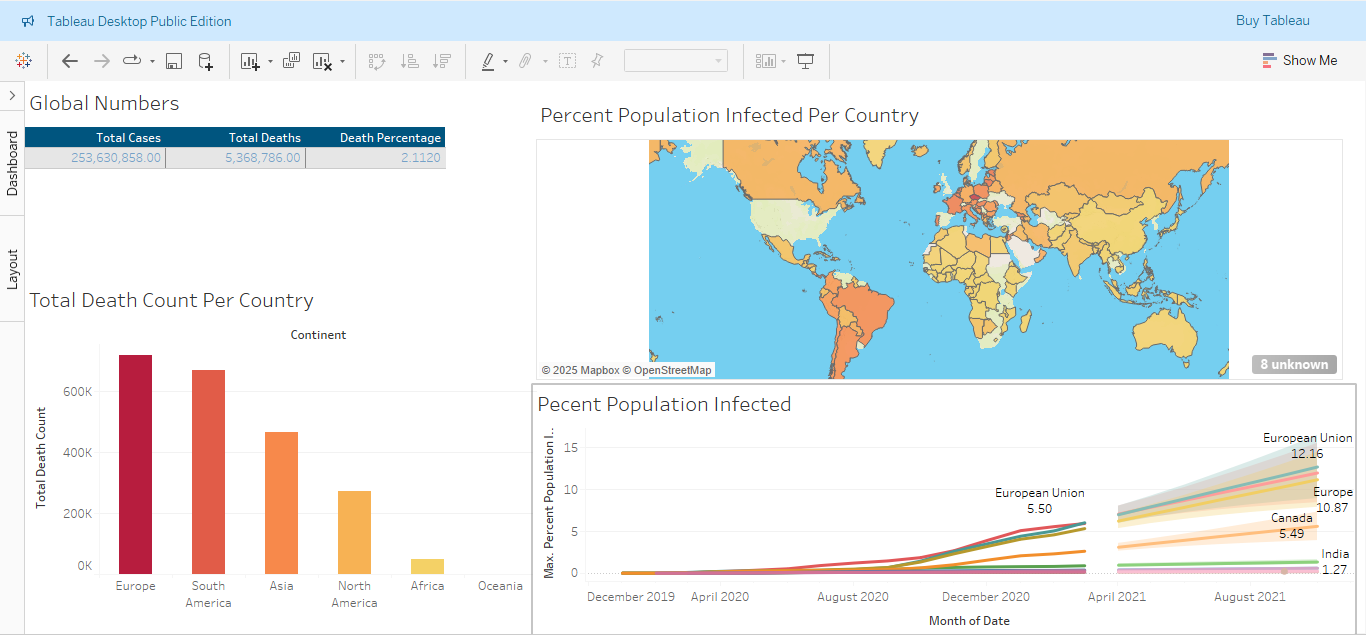 Tableau Desktop Public Edition
Buy Tableau
Show Me
Dashboard
Layout
Global Numbers
Total Cases Total Deaths Death Percentage
253,630,858.00 5,368,786.00 2.1120
Total Death Count Per Country
Continent
Total Death Count
600K
400K
200K
0K
Europe
South America
Asia
North America
Africa
Oceania
Percent Population Infected Per Country
© 2025 Mapbox © OpenStreetMap
8 unknown
Pecent Population Infected
Max. Percent Population I..
15
10
5
0
European Union
5.50
European Union
12.16
Europe
10.87
Canada
5.49
India
1.27
December 2019 April 2020 August 2020 December 2020 April 2021 August 2021
Month of Date